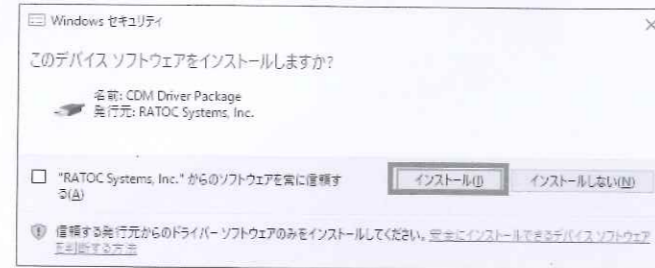 Windows セキュリティ
このデバイス ソフトウェアをインストールしますか?
名前: CDM Driver Package
発行元: RATOC Systems, Inc.
"RATOC Systems, Inc." からのソフトウェアを常に信頼す
る(A)
インストール(I)
インストールしない(N)
信頼する発行元からのドライバー ソフトウェアのみをインストールしてください。安全にインストールできるデバイス ソフトウェア
を判断する方法